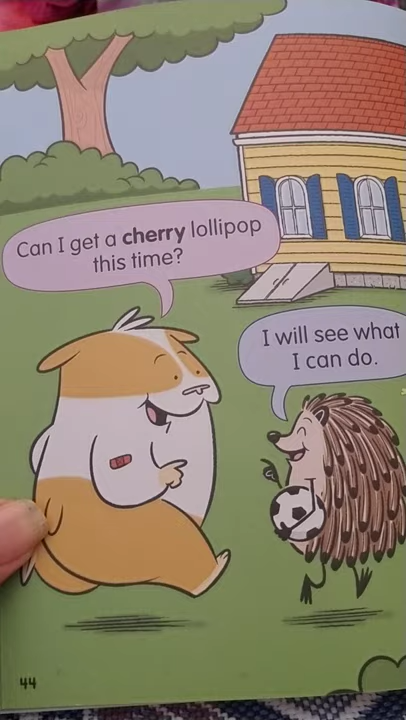 Can I get a cherry lollipop
this time?
I will see what
I can do.
44